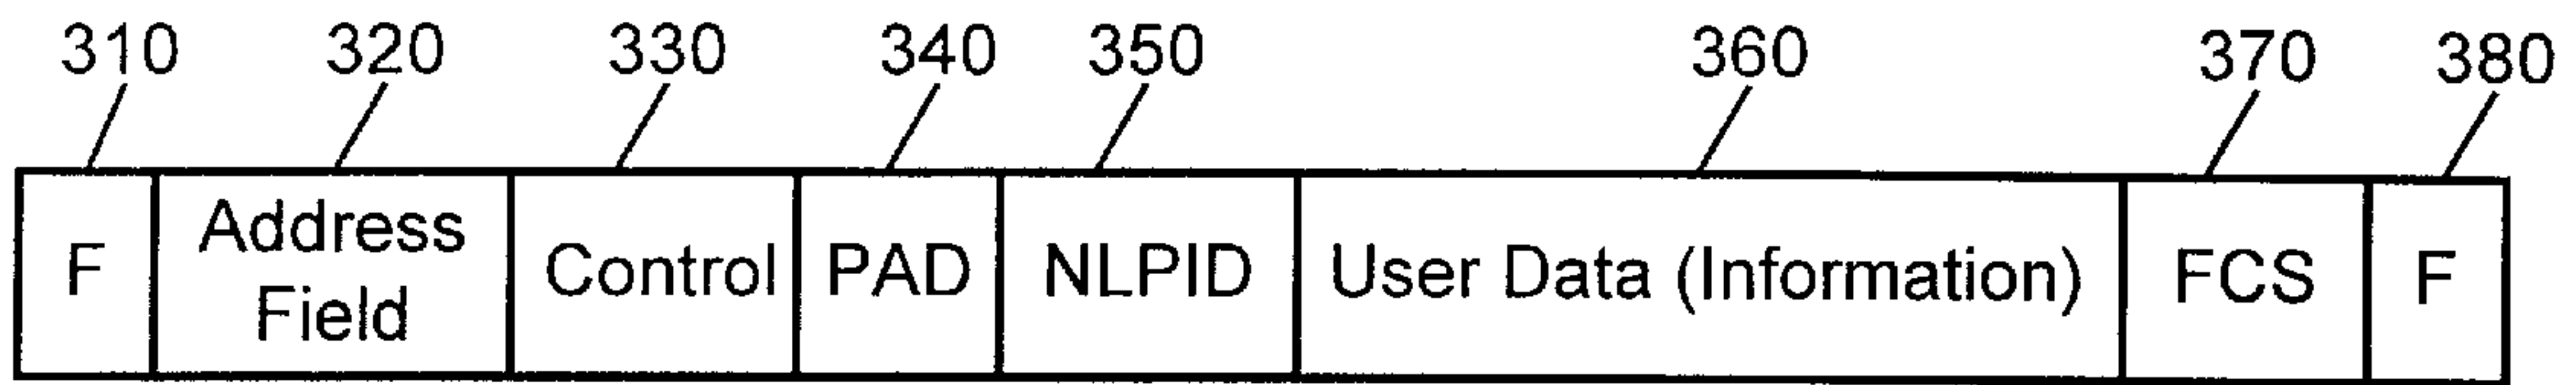 310 320 330 340 350 360 370 380
F Address Field Control PAD NLPID User Data (Information) FCS F